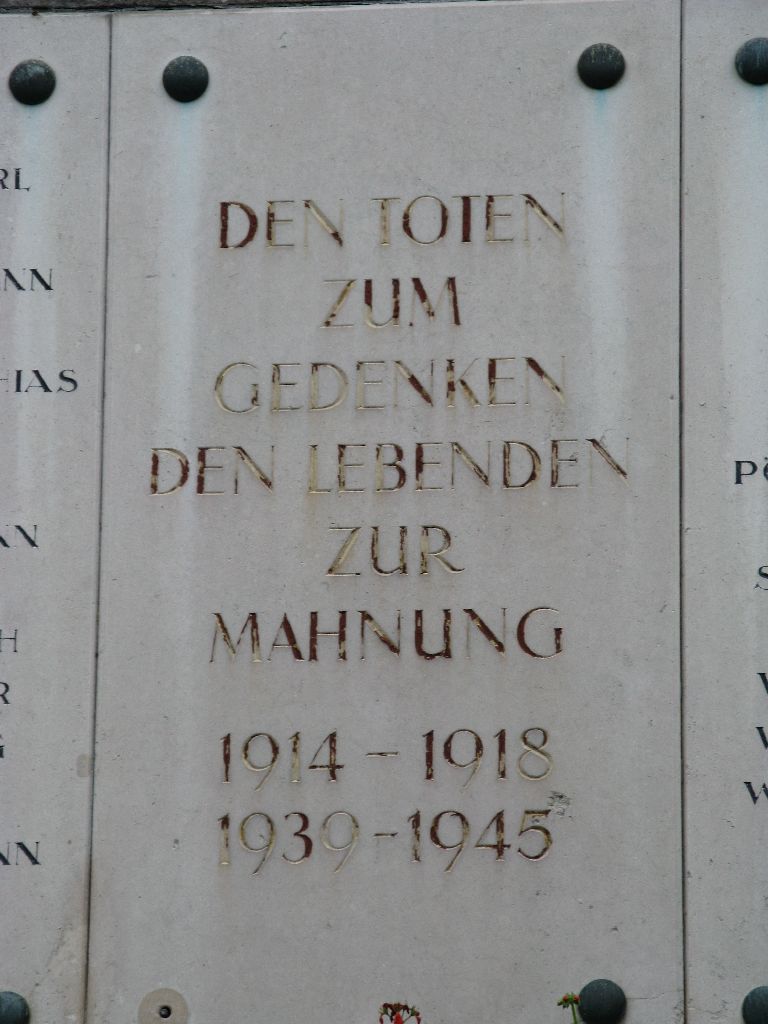 DEN TOTEN
ZUM
GEDENKEN
DEN LEBENDEN
ZUR
MAHNUNG
1914 – 1918
1939 - 1945